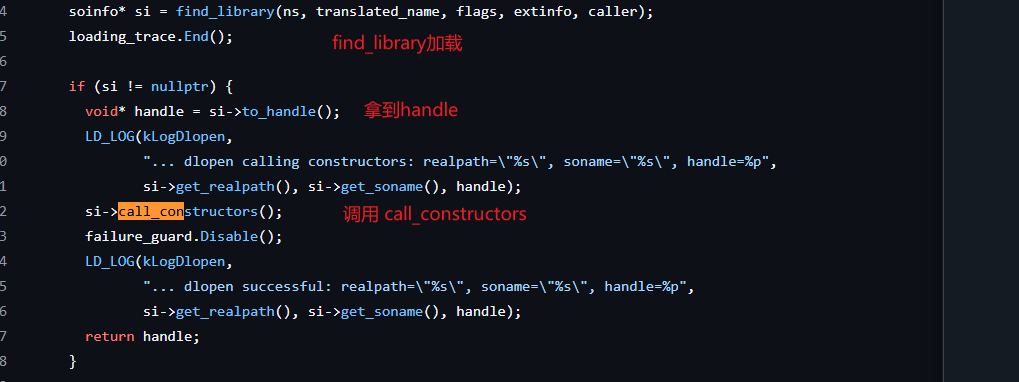 4 soinfo* si = find_library(ns, translated_name, flags, extinfo, caller);
5 loading_trace.End();
find_library加载
6
7 if (si != nullptr) {
8 void* handle = si->to_handle(); 拿到handle
9 LD_LOG(kLogDlopen,
0 "... dlopen calling constructors: realpath=\"%s\", soname=\"%s\", handle=%p",
1 si->get_realpath(), si->get_soname(), handle);
2 si->call_constructors(); 调用 call_constructors
3 failure_guard.Disable();
4 LD_LOG(kLogDlopen,
5 "... dlopen successful: realpath=\"%s\", soname=\"%s\", handle=%p",
6 si->get_realpath(), si->get_soname(), handle);
7 return handle;
8 }